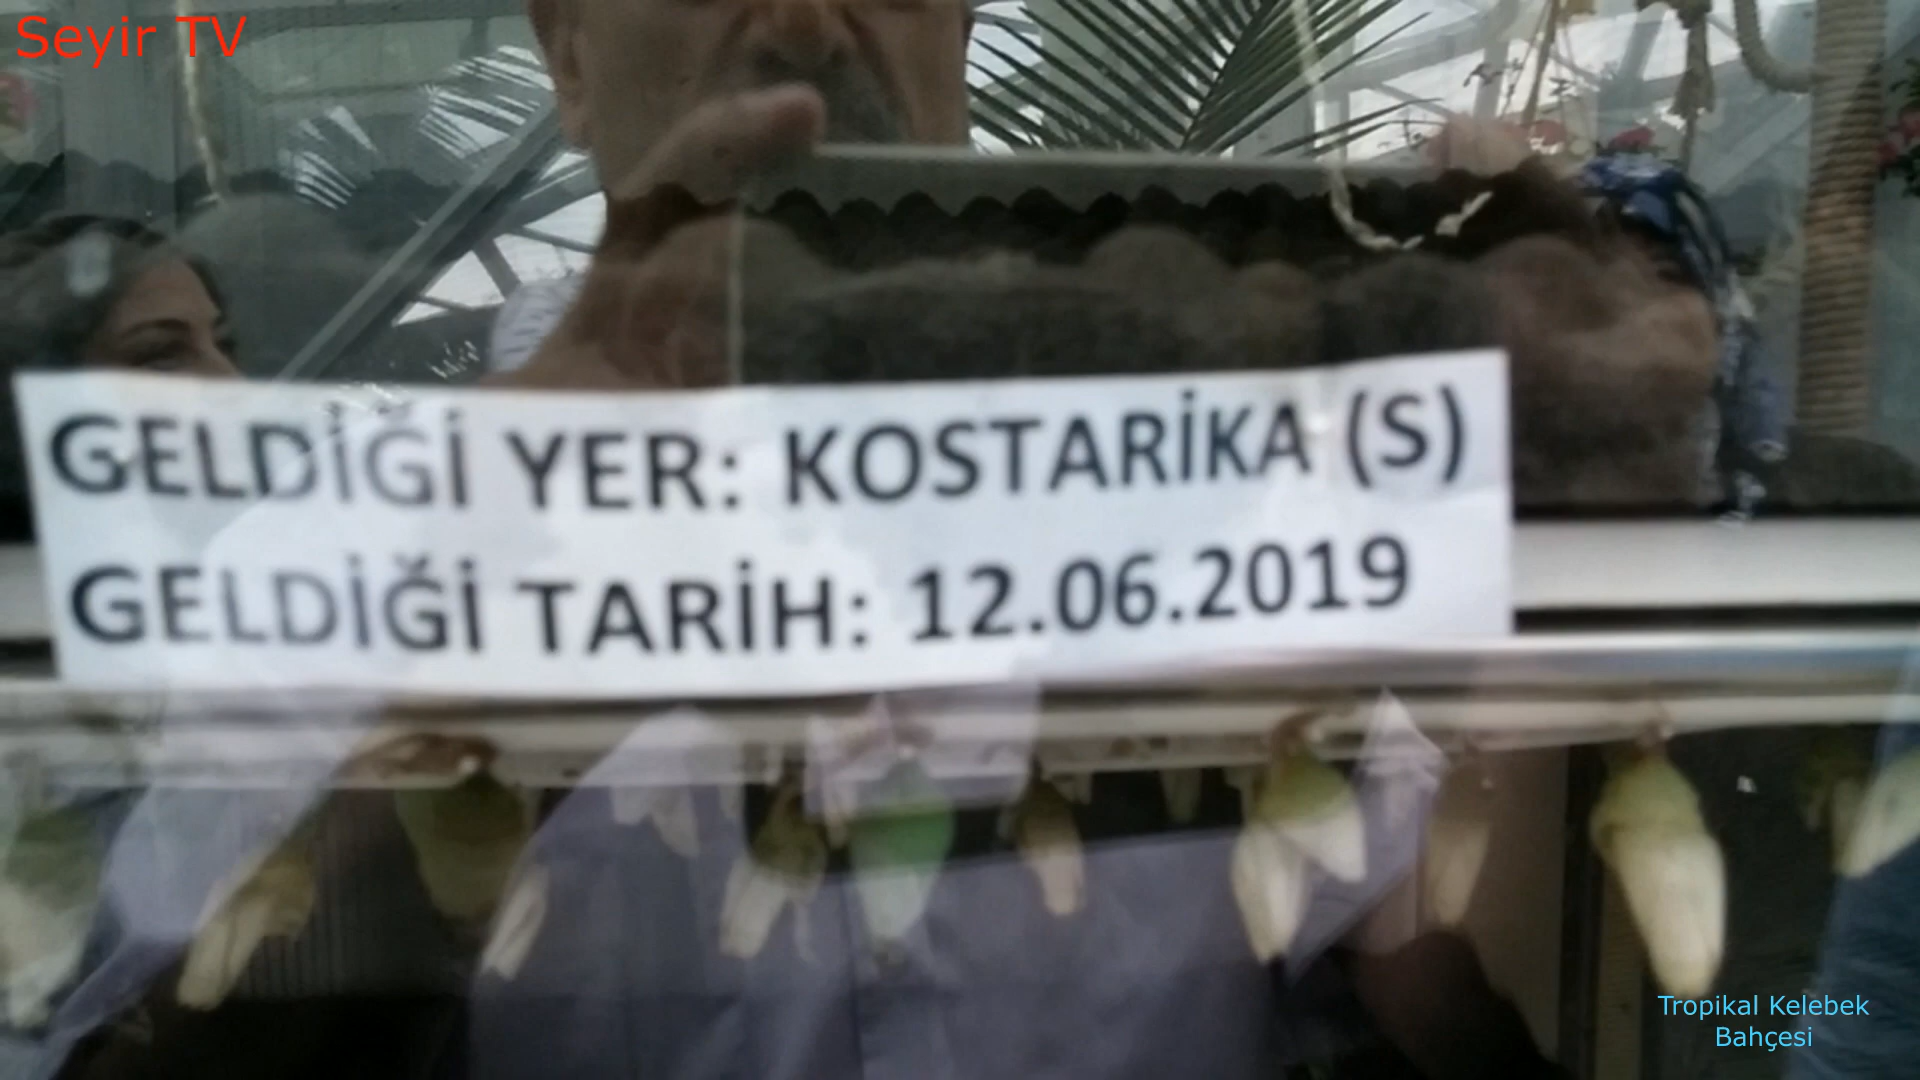 Seyir TV
GELDİĞİ YER: KOSTARİKA (S)
GELDİĞİ TARİH: 12.06.2019
Tropikal Kelebek
Bahçesi